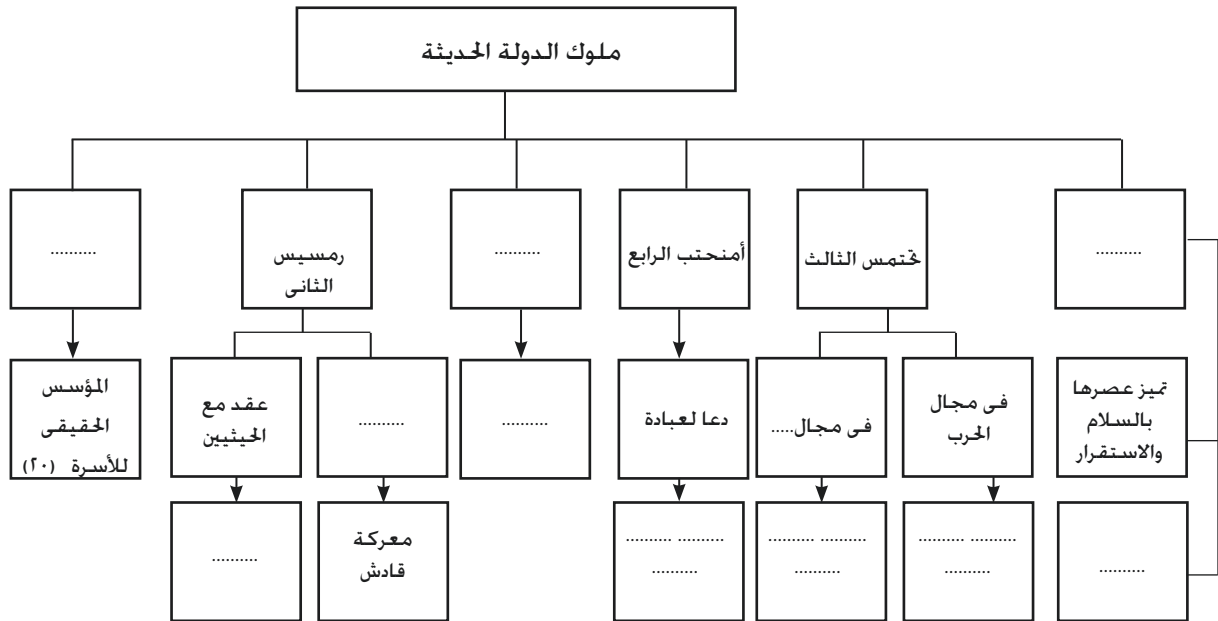 ملوك الدولة الحديثة
..........
تحتمس الثالث
أمنحتب الرابع
..........
رمسيس
الثانى
..........
تميز عصرها
بالسلام
والاستقرار
فى مجال
الحرب
فى مجال.....
دعا لعبادة
..........
..........
عقد مع
الحيثيين
المؤسس
الحقيقى
للأسرة (٢٠)
..........
.......... ..........
..........
.......... ..........
..........
.......... ..........
..........
معركة
قادش
..........